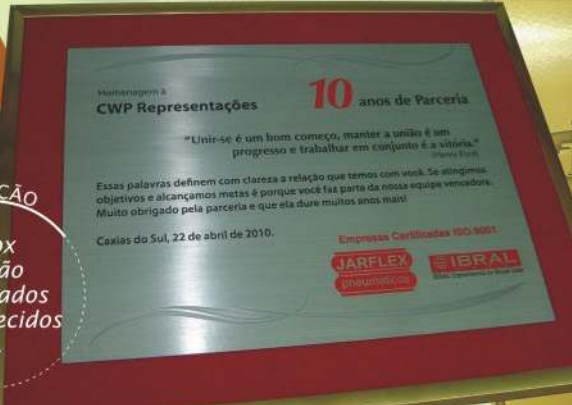 Homenagem à
CWP Representações
10 anos de Parceria
"Unir-se é um bom começo, manter a união é um
progresso e trabalhar em conjunto é a vitória."
(Henry Ford)
Essas palavras definem com clareza a relação que temos com você. Se atingimos
objetivos e alcançamos metas é porque você faz parte da nossa equipe vencedora.
Muito obrigado pela parceria e que ela dure muitos anos mais!
Caxias do Sul, 22 de abril de 2010.
Empresas Certificadas ISO 9001
JARFLEX
pneumáticos
IBRAL
ÇÃO
ox
ão
ados
ecidos